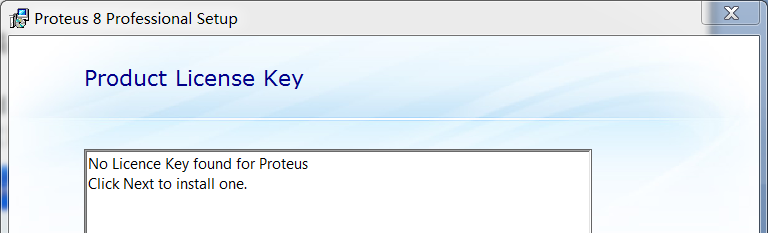 Proteus 8 Professional Setup
Product License Key
No Licence Key found for Proteus
Click Next to install one.